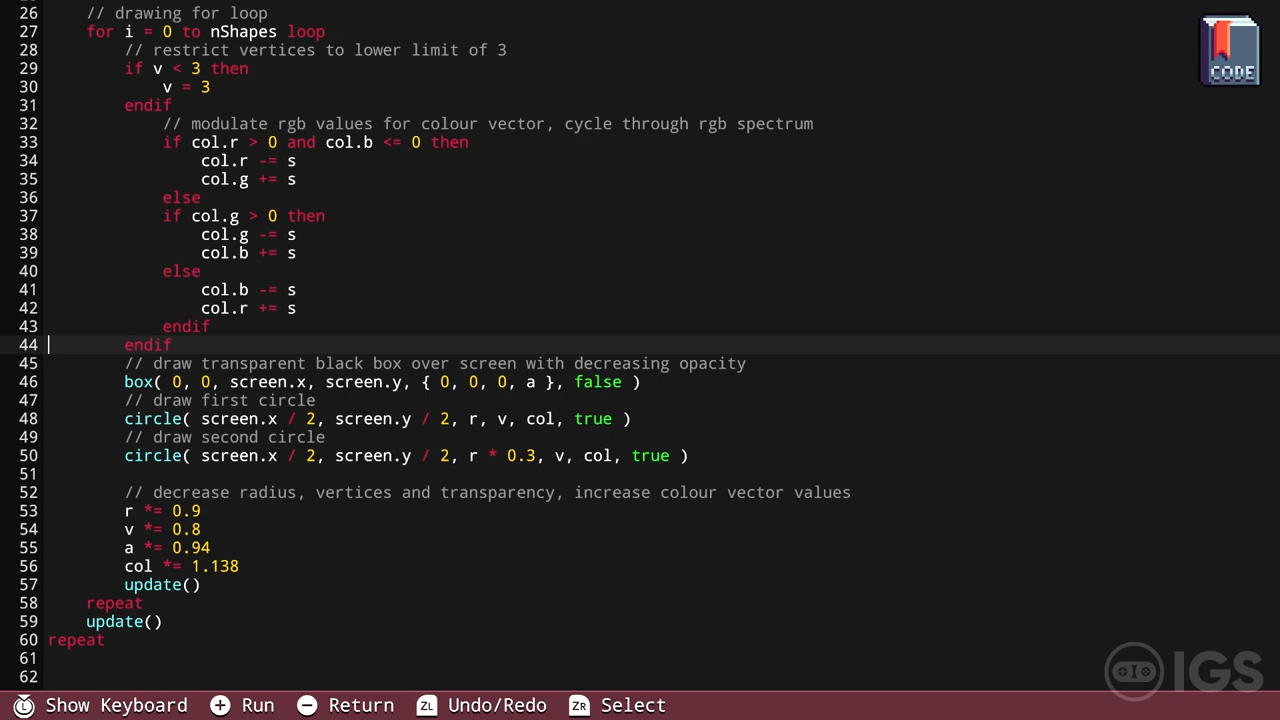 26 // drawing for loop
27 for i = 0 to nShapes loop
28 // restrict vertices to lower limit of 3
29 if v < 3 then
30 v = 3
31 endif
32 // modulate rgb values for colour vector, cycle through rgb spectrum
33 if col.r > 0 and col.b <= 0 then
34 col.r -= s
35 col.g += s
36 else
37 if col.g > 0 then
38 col.g -= s
39 col.b += s
40 else
41 col.b -= s
42 col.r += s
43 endif
44 endif
45 // draw transparent black box over screen with decreasing opacity
46 box( 0, 0, screen.x, screen.y, { 0, 0, 0, a }, false )
47 // draw first circle
48 circle( screen.x / 2, screen.y / 2, r, v, col, true )
49 // draw second circle
50 circle( screen.x / 2, screen.y / 2, r * 0.3, v, col, true )
51
52 // decrease radius, vertices and transparency, increase colour vector values
53 r *= 0.9
54 v *= 0.8
55 a *= 0.94
56 col *= 1.138
57 update()
58 repeat
59 update()
60 repeat
61
62
CODE
IGS
Show Keyboard + Run - Return ZL Undo/Redo ZR Select